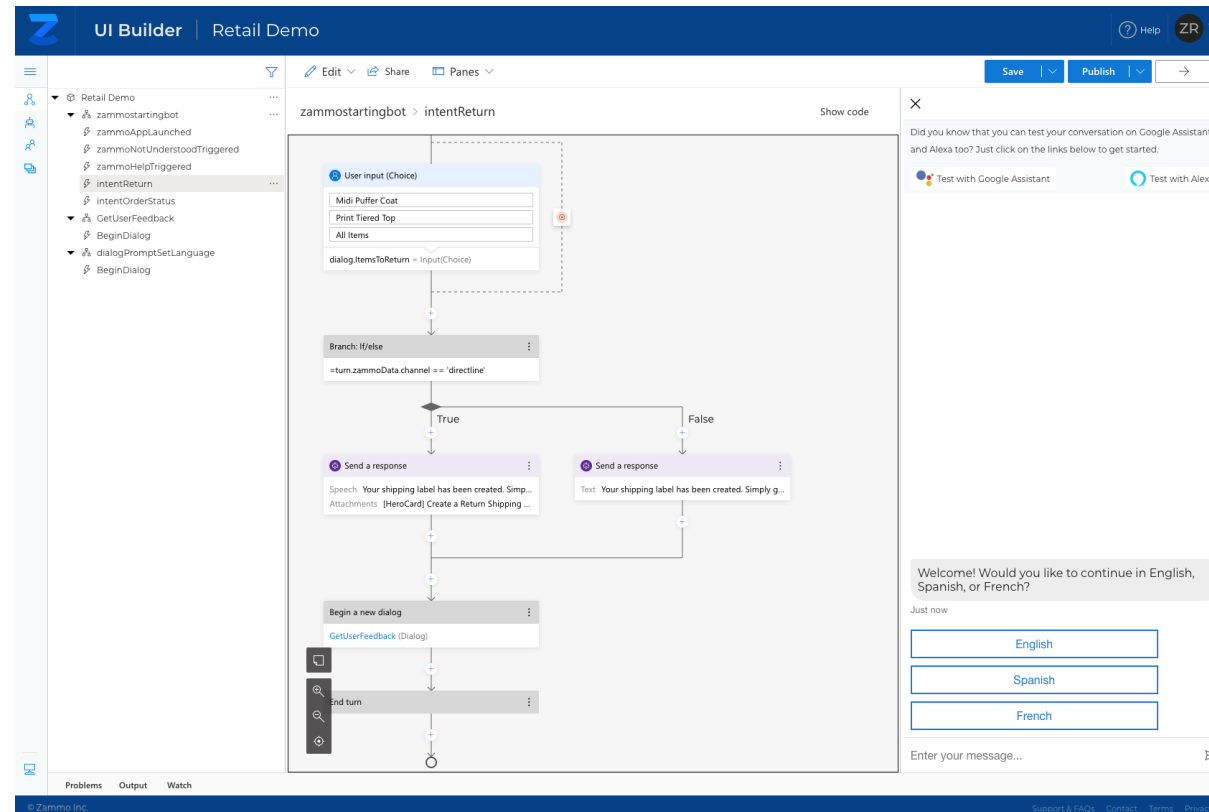 UI Builder | Retail Demo
Help
ZR
Edit
Share
Panes
Save
Publish
Retail Demo
zammostartingbot
zammoAppLaunched
zammoNotUnderstoodTriggered
zammoHelpTriggered
intentReturn
intentOrderStatus
GetUserFeedback
BeginDialog
dialogPromptSetLanguage
BeginDialog
zammostartingbot > intentReturn
Show code
User input (Choice)
Midi Puffer Coat
Print Tiered Top
All Items
dialog.ItemsToReturn = Input(Choice)
Branch: If/else
=turn.zammoData.channel == 'directline'
True
False
Send a response
Speech Your shipping label has been created. Simp...
Attachments [HeroCard] Create a Return Shipping ...
Send a response
Text Your shipping label has been created. Simply g...
Begin a new dialog
GetUserFeedback (Dialog)
End turn
Did you know that you can test your conversation on Google Assistant
and Alexa too? Just click on the links below to get started.
Test with Google Assistant
Test with Alex
Welcome! Would you like to continue in English,
Spanish, or French?
Just now
English
Spanish
French
Enter your message...
Problems
Output
Watch
© Zammo Inc.
Support & FAQs
Contact
Terms
Privac